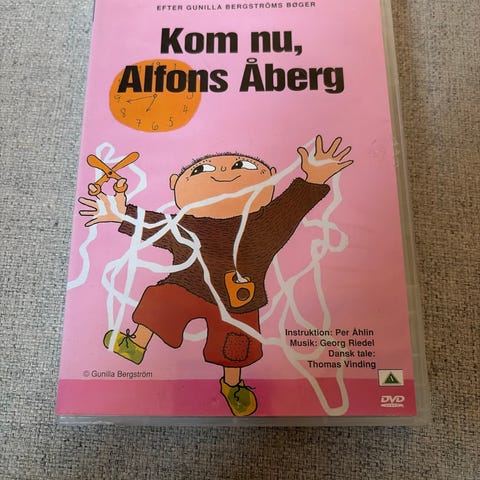 EFTER GUNILLA BERGSTRÖMS BØGER
Kom nu,
Alfons Åberg
Instruktion: Per Åhlin
Musik: Georg Riedel
Dansk tale:
Thomas Vinding
© Gunilla Bergström
DVD